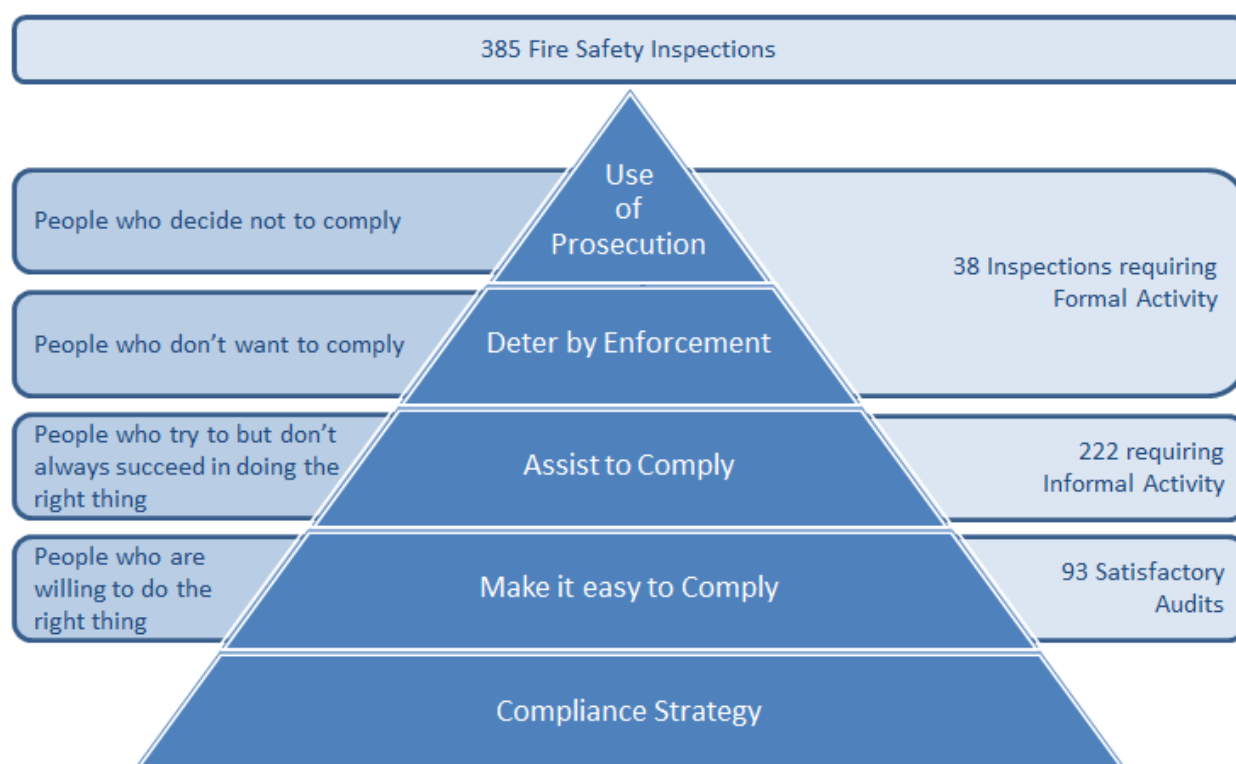 385 Fire Safety Inspections
People who decide not to comply
Use
of
Prosecution
38 Inspections requiring
Formal Activity
People who don't want to comply
Deter by Enforcement
People who try to but don't
always succeed in doing the
right thing
Assist to Comply
222 requiring
Informal Activity
People who are
willing to do the
right thing
Make it easy to Comply
93 Satisfactory
Audits
Compliance Strategy